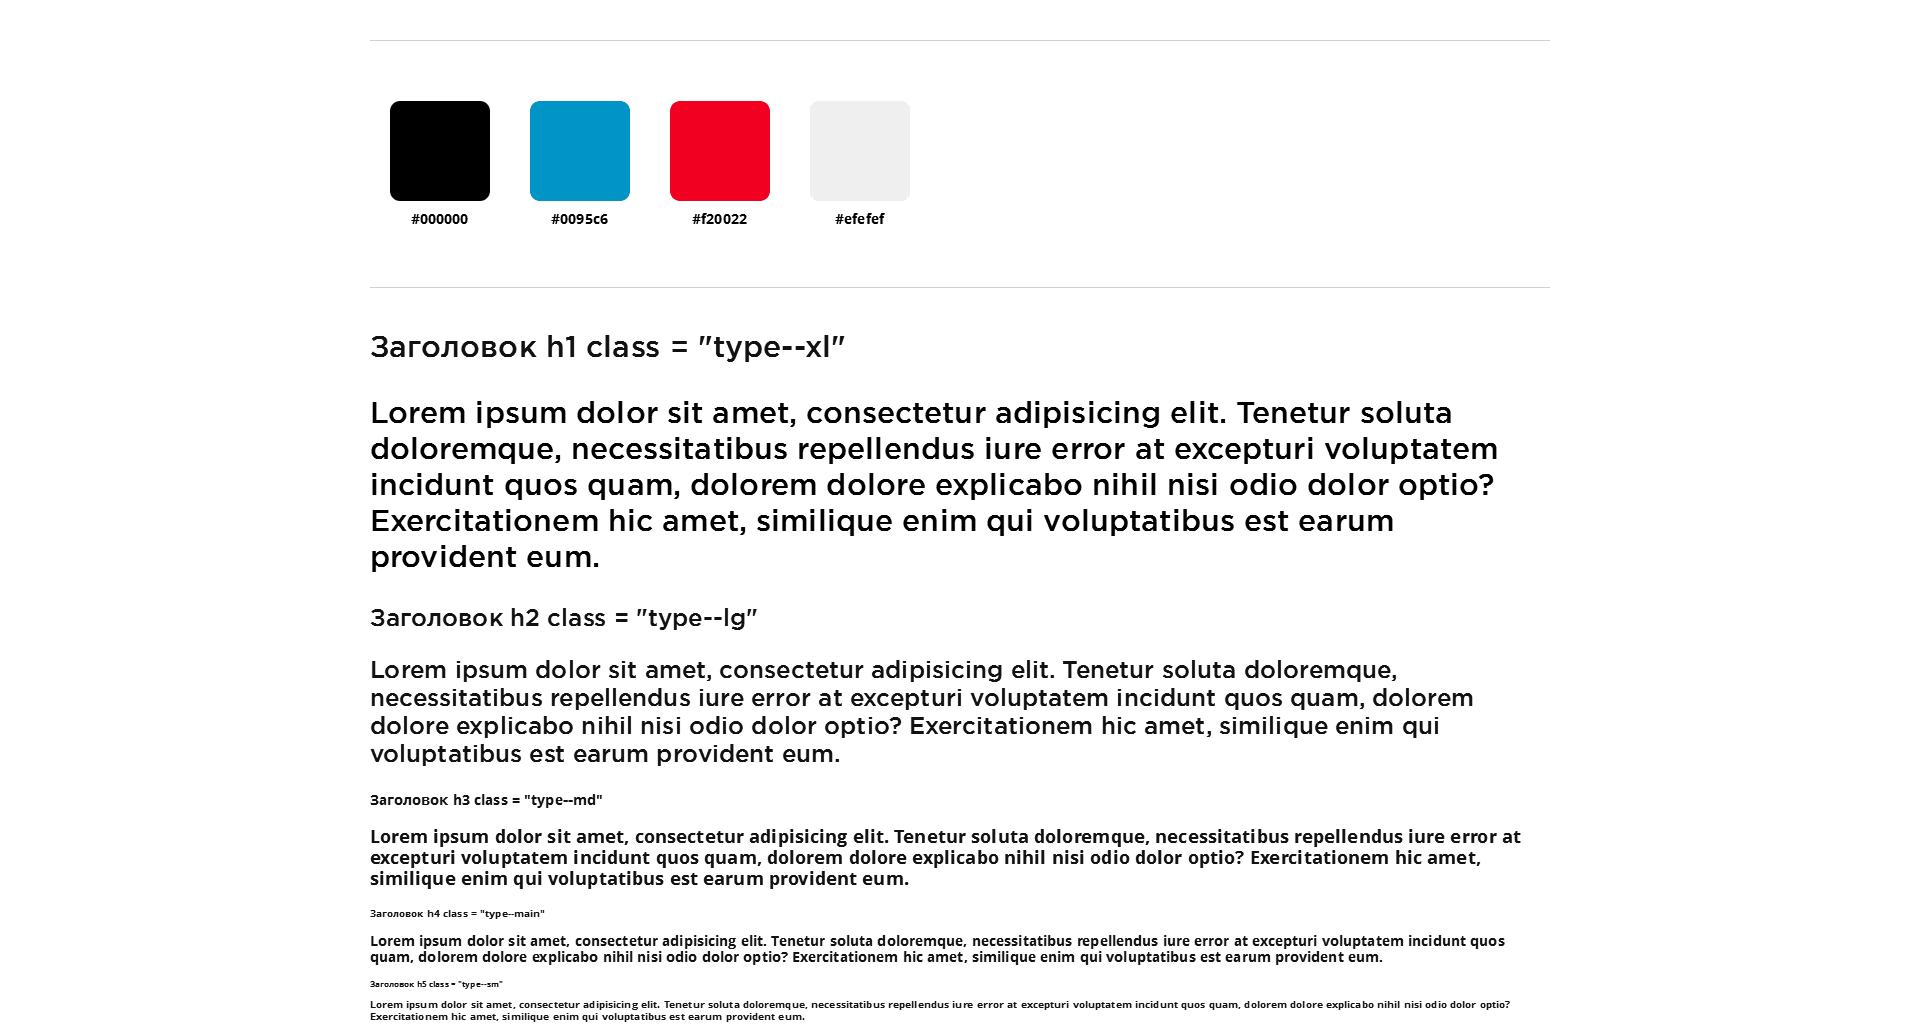 #000000 #0095c6 #f20022 #efefef
Заголовок h1 class = "type--xl"
Lorem ipsum dolor sit amet, consectetur adipisicing elit. Tenetur soluta
doloremque, necessitatibus repellendus iure error at excepturi voluptatem
incidunt quos quam, dolorem dolore explicabo nihil nisi odio dolor optio?
Exercitationem hic amet, similique enim qui voluptatibus est earum
provident eum.
Заголовок h2 class = "type--lg"
Lorem ipsum dolor sit amet, consectetur adipisicing elit. Tenetur soluta doloremque,
necessitatibus repellendus iure error at excepturi voluptatem incidunt quos quam, dolorem
dolore explicabo nihil nisi odio dolor optio? Exercitationem hic amet, similique enim qui
voluptatibus est earum provident eum.
Заголовок h3 class = "type--md"
Lorem ipsum dolor sit amet, consectetur adipisicing elit. Tenetur soluta doloremque, necessitatibus repellendus iure error at
excepturi voluptatem incidunt quos quam, dolorem dolore explicabo nihil nisi odio dolor optio? Exercitationem hic amet,
similique enim qui voluptatibus est earum provident eum.
Заголовок h4 class = "type--main"
Lorem ipsum dolor sit amet, consectetur adipisicing elit. Tenetur soluta doloremque, necessitatibus repellendus iure error at excepturi voluptatem incidunt quos
quam, dolorem dolore explicabo nihil nisi odio dolor optio? Exercitationem hic amet, similique enim qui voluptatibus est earum provident eum.
Заголовок h5 class = "type--sm"
Lorem ipsum dolor sit amet, consectetur adipisicing elit. Tenetur soluta doloremque, necessitatibus repellendus iure error at excepturi voluptatem incidunt quos quam, dolorem dolore explicabo nihil nisi odio dolor optio?
Exercitationem hic amet, similique enim qui voluptatibus est earum provident eum.